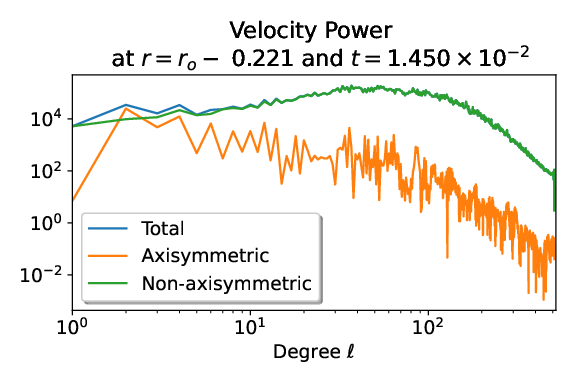 Velocity Power
at r = r_o − 0.221 and t = 1.450 × 10^−2
10^4
10^2
10^0
10^−2
Total
Axisymmetric
Non-axisymmetric
10^0 10^1 10^2
Degree ℓ